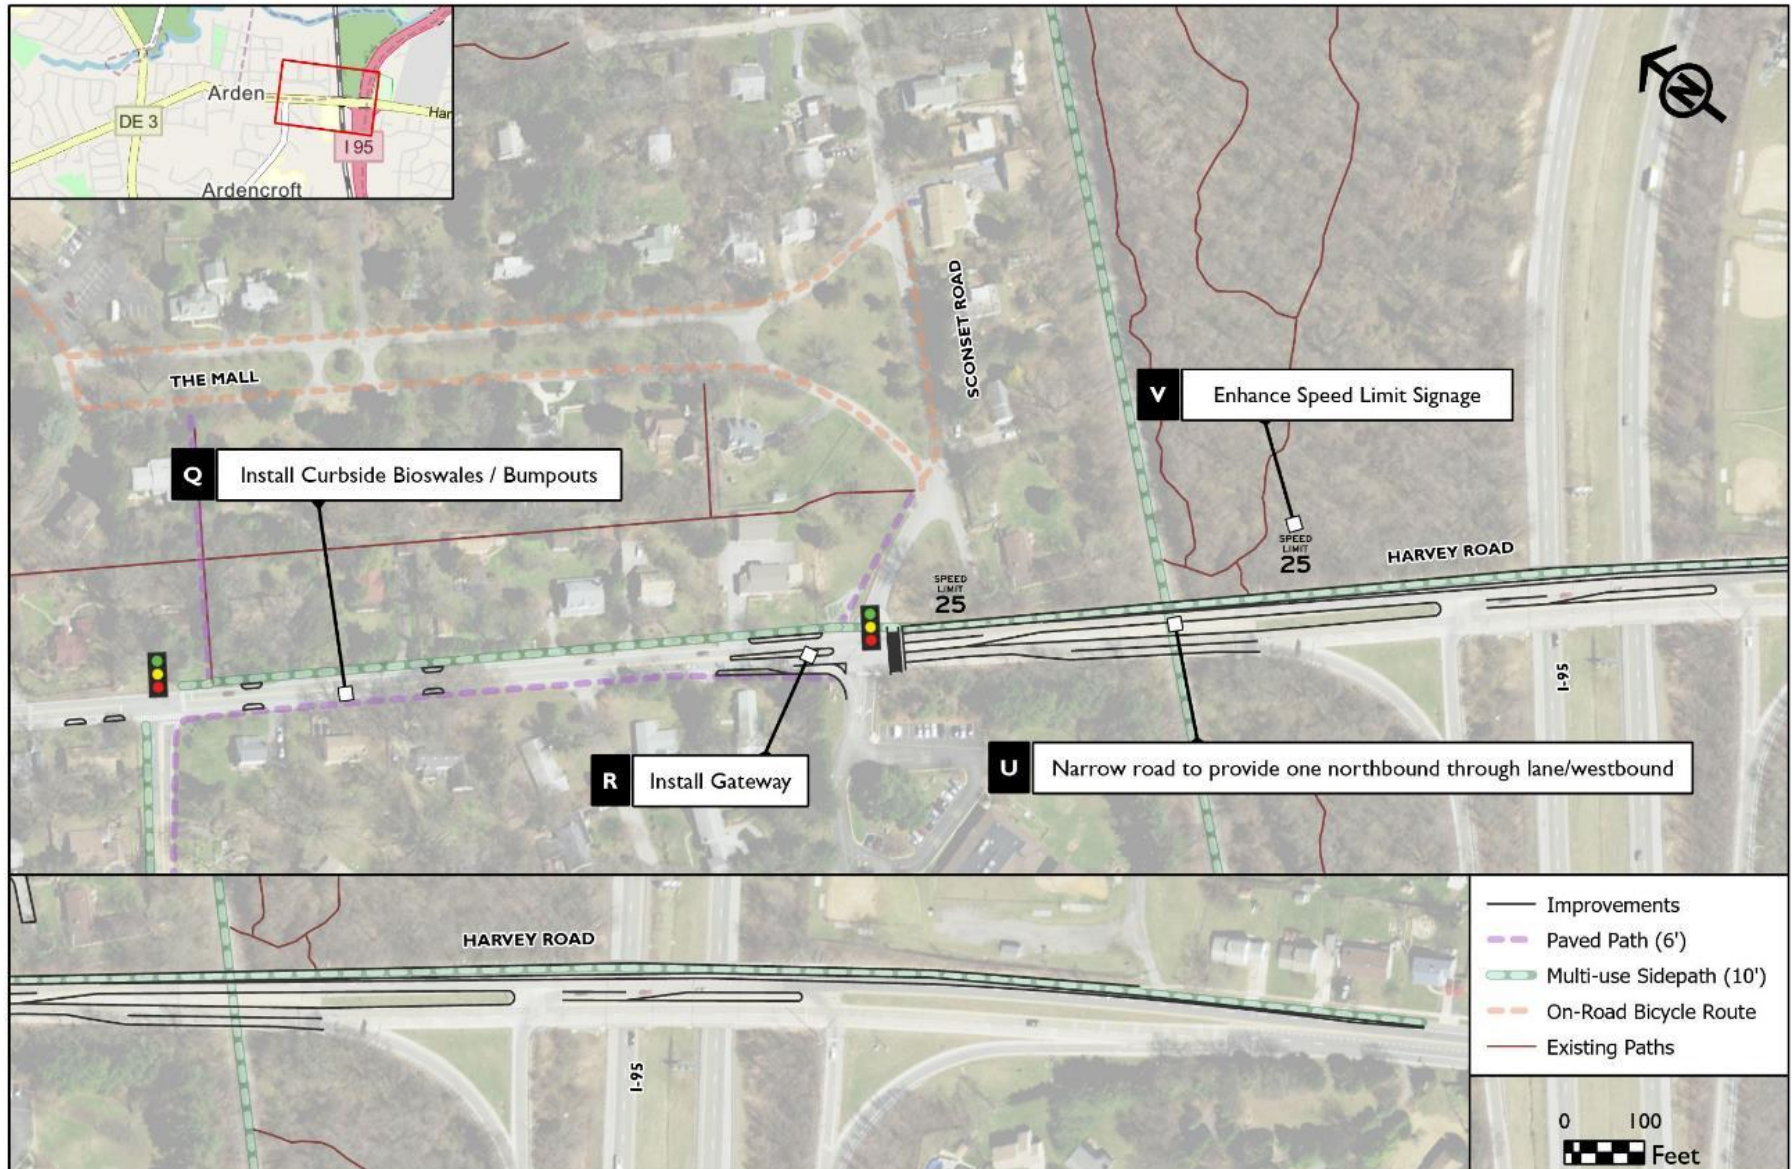 Arden
DE 3
Har
I 95
Ardencroft
N
SCONSET ROAD
THE MALL
V
Enhance Speed Limit Signage
Q
Install Curbside Bioswales / Bumpouts
SPEED
LIMIT
25
HARVEY ROAD
SPEED
LIMIT
25
I-95
R
Install Gateway
U
Narrow road to provide one northbound through lane/westbound
HARVEY ROAD
I-95
Improvements
Paved Path (6')
Multi-use Sidepath (10')
On-Road Bicycle Route
Existing Paths
0 100
Feet